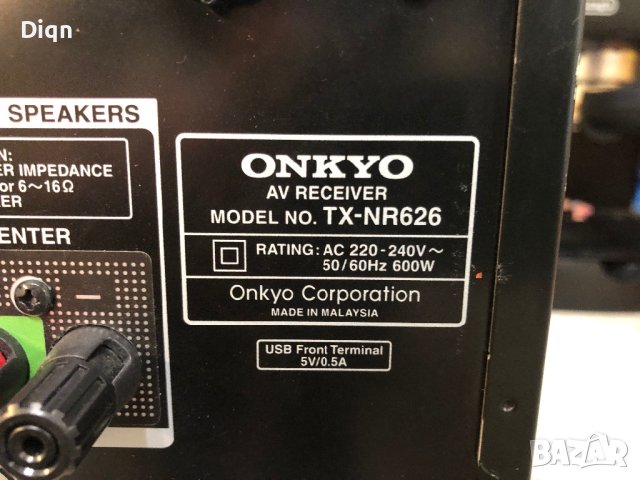 Diqn
SPEAKERS
N:
ER IMPEDANCE
or 6~16Ω
KER
ENTER
−
ONKYO
AV RECEIVER
MODEL NO. TX-NR626
RATING: AC 220-240V~
50/60Hz 600W
Onkyo Corporation
MADE IN MALAYSIA
USB Front Terminal
5V/0.5A
BAZAR